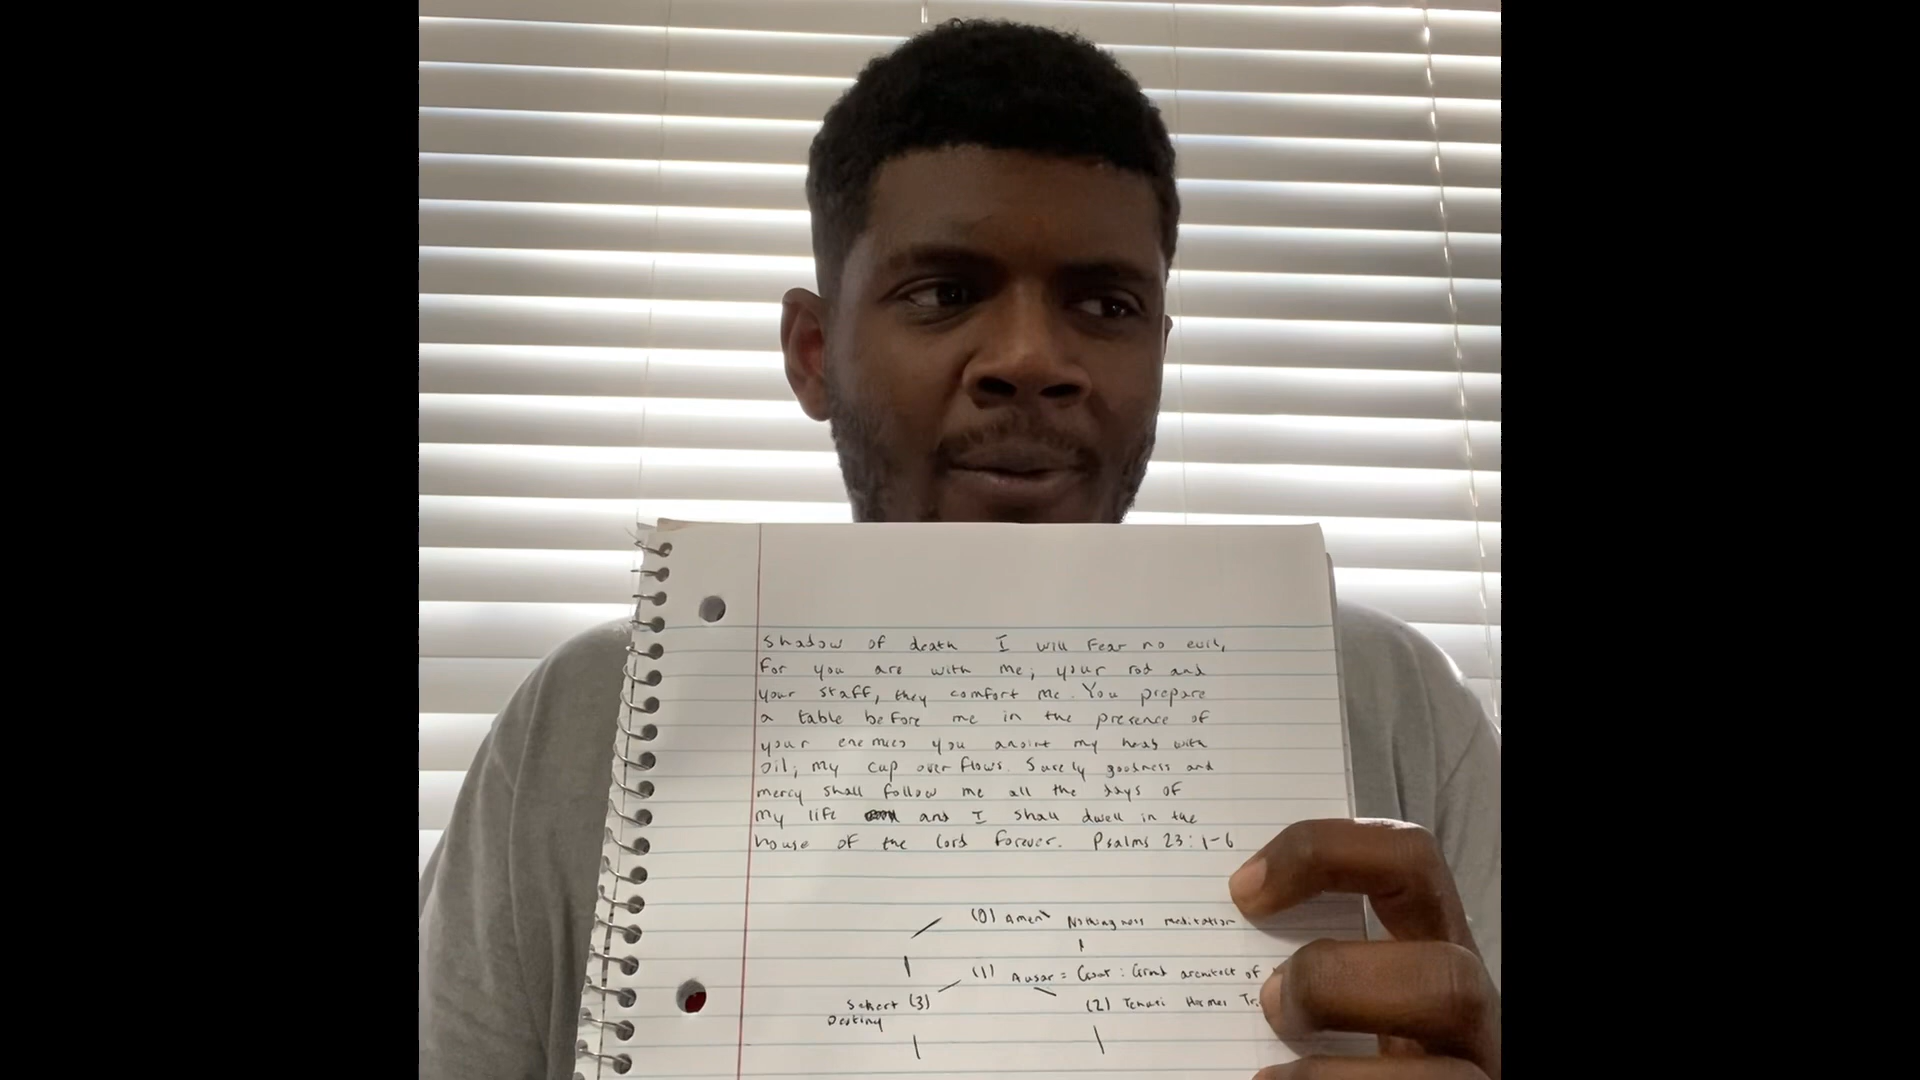 shadow of death I will Fear no evil,
For you are with me; your rod and
your staff, they comfort me. You prepare
a table before me in the presence of
your enemies you anoint my head with
oil; my cup over flows. Surely goodness and
mercy shall follow me all the days of
my life and I shall dwell in the
house of the lord forever. Psalms 23:1-6
(0) Amen Nothingness meditation
(1) Ausar = Grand architect of
Sekert (3)
(2) Tehuti Hermes
Destiny